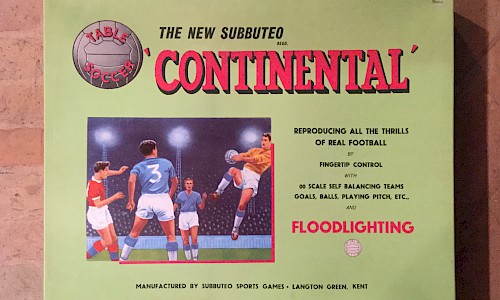 TABLE
SOCCER
THE NEW SUBBUTEO
REGD.
'CONTINENTAL'
REPRODUCING ALL THE THRILLS
OF REAL FOOTBALL
BY
FINGERTIP CONTROL
WITH
00 SCALE SELF BALANCING TEAMS
GOALS, BALLS, PLAYING PITCH, ETC.,
AND
FLOODLIGHTING
3
MANUFACTURED BY SUBBUTEO SPORTS GAMES • LANGTON GREEN, KENT